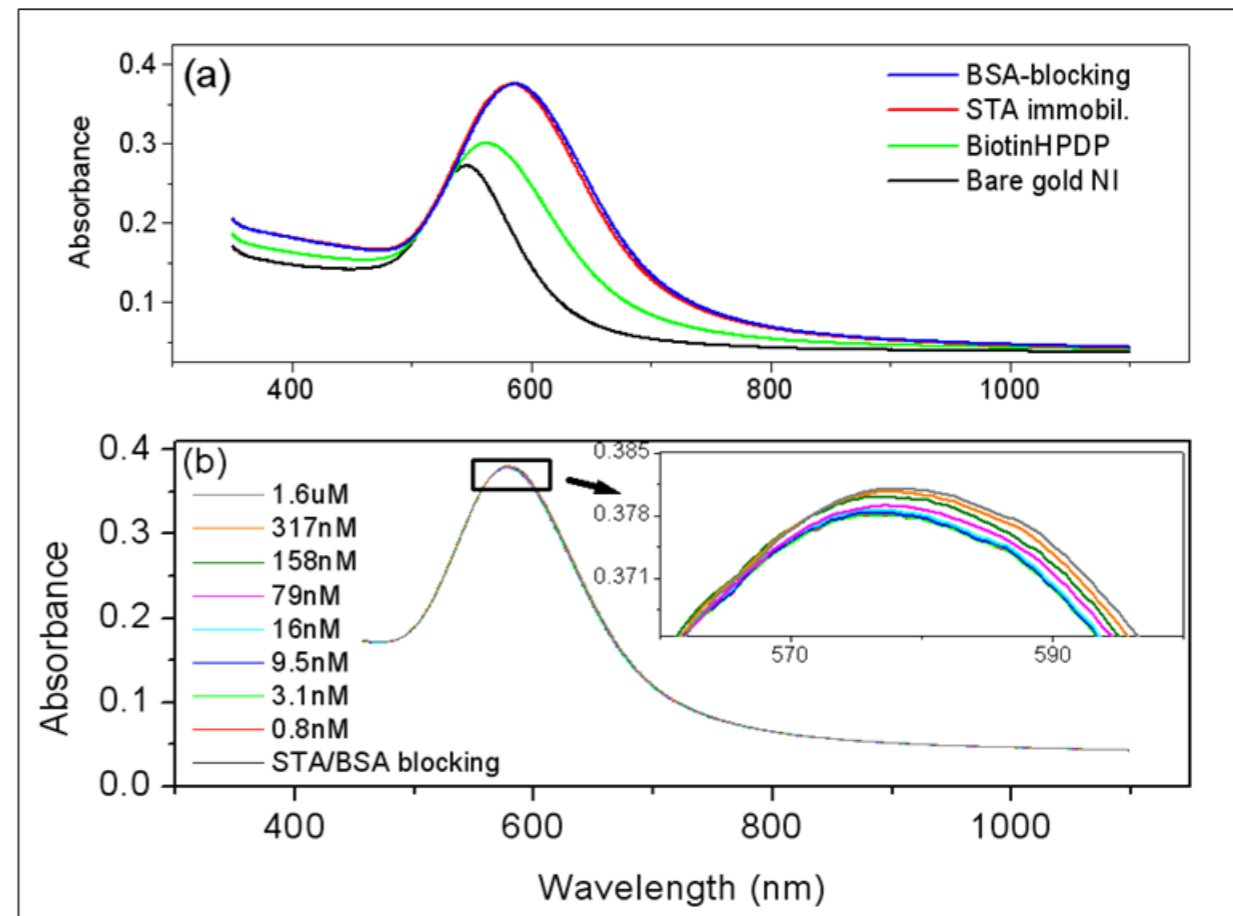 (a)
BSA-blocking
STA immobil.
BiotinHPDP
Bare gold NI
Absorbance
0.4
0.3
0.2
0.1
400 600 800 1000
(b)
1.6uM
317nM
158nM
79nM
16nM
9.5nM
3.1nM
0.8nM
STA/BSA blocking
Absorbance
0.4
0.3
0.2
0.1
0.0
0.385
0.378
0.371
570 590
400 600 800 1000
Wavelength (nm)